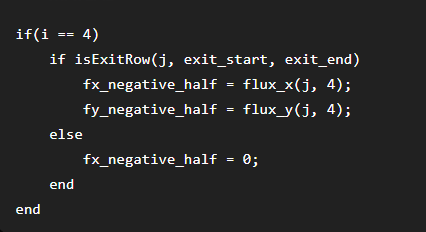 if(i == 4)
    if isExitRow(j, exit_start, exit_end)
        fx_negative_half = flux_x(j, 4);
        fy_negative_half = flux_y(j, 4);
    else
        fx_negative_half = 0;
    end
end